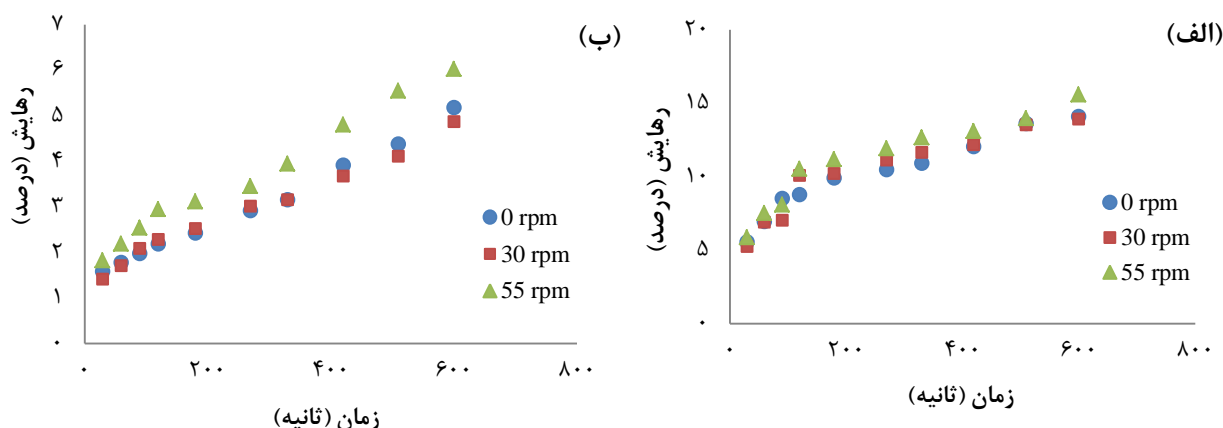 (الف)
رهایش (درصد)
۲۰
۱۵
۱۰
۵
۰
۰ ۲۰۰ ۴۰۰ ۶۰۰ ۸۰۰
زمان (ثانیه)
0 rpm
30 rpm
55 rpm
(ب)
رهایش (درصد)
۷
۶
۵
۴
۳
۲
۱
۰
۰ ۲۰۰ ۴۰۰ ۶۰۰ ۸۰۰
زمان (ثانیه)
0 rpm
30 rpm
55 rpm